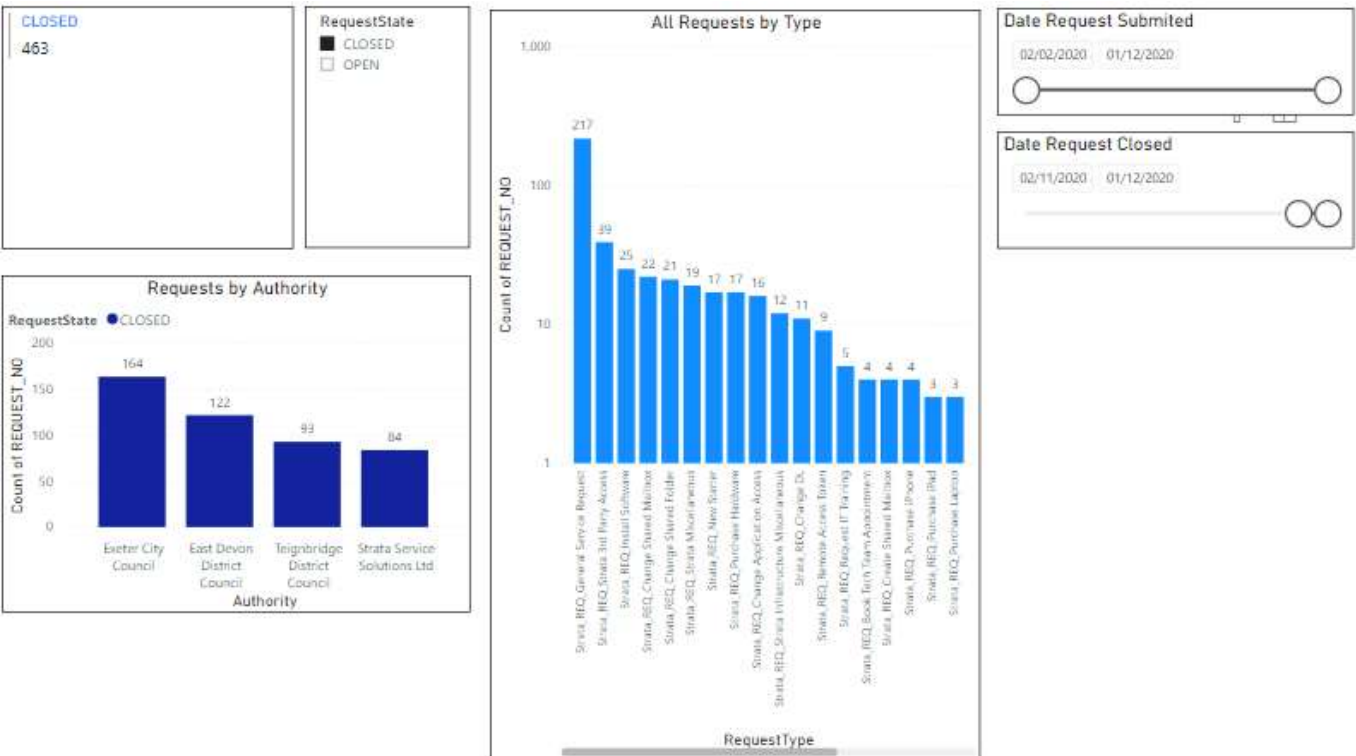 CLOSED
463
RequestState
CLOSED
OPEN
Requests by Authority
RequestState CLOSED
Count of REQUEST_NO
200
150
100
50
0
164
122
93
84
Exeter City
Council
East Devon
District
Council
Teignbridge
District
Council
Strata Service
Solutions Ltd
Authority
All Requests by Type
Count of REQUEST_NO
1,000
100
10
1
217
39
25
22
21
19
17
17
16
12
11
9
5
4
4
4
3
3
Strata_REQ_General Service Request
Strata_REQ_Strata 3rd Party Access
Strata_REQ_Install Software
Strata_REQ_Change Shared Mailbox
Strata_REQ_Change Shared Folder
Strata_REQ_Strata Miscellaneous
Strata_REQ_New Starter
Strata_REQ_Purchase Hardware
Strata_REQ_Change Application Access
Strata_REQ_Strata Infrastructure Miscellaneous
Strata_REQ_Change DL
Strata_REQ_Remote Access Token
Strata_REQ_Request IT Training
Strata_REQ_Book Tech Team Appointment
Strata_REQ_Create Shared Mailbox
Strata_REQ_Purchase iPhone
Strata_REQ_Purchase iPad
Strata_REQ_Purchase Laptop
RequestType
Date Request Submited
02/02/2020 01/12/2020
Date Request Closed
02/11/2020 01/12/2020